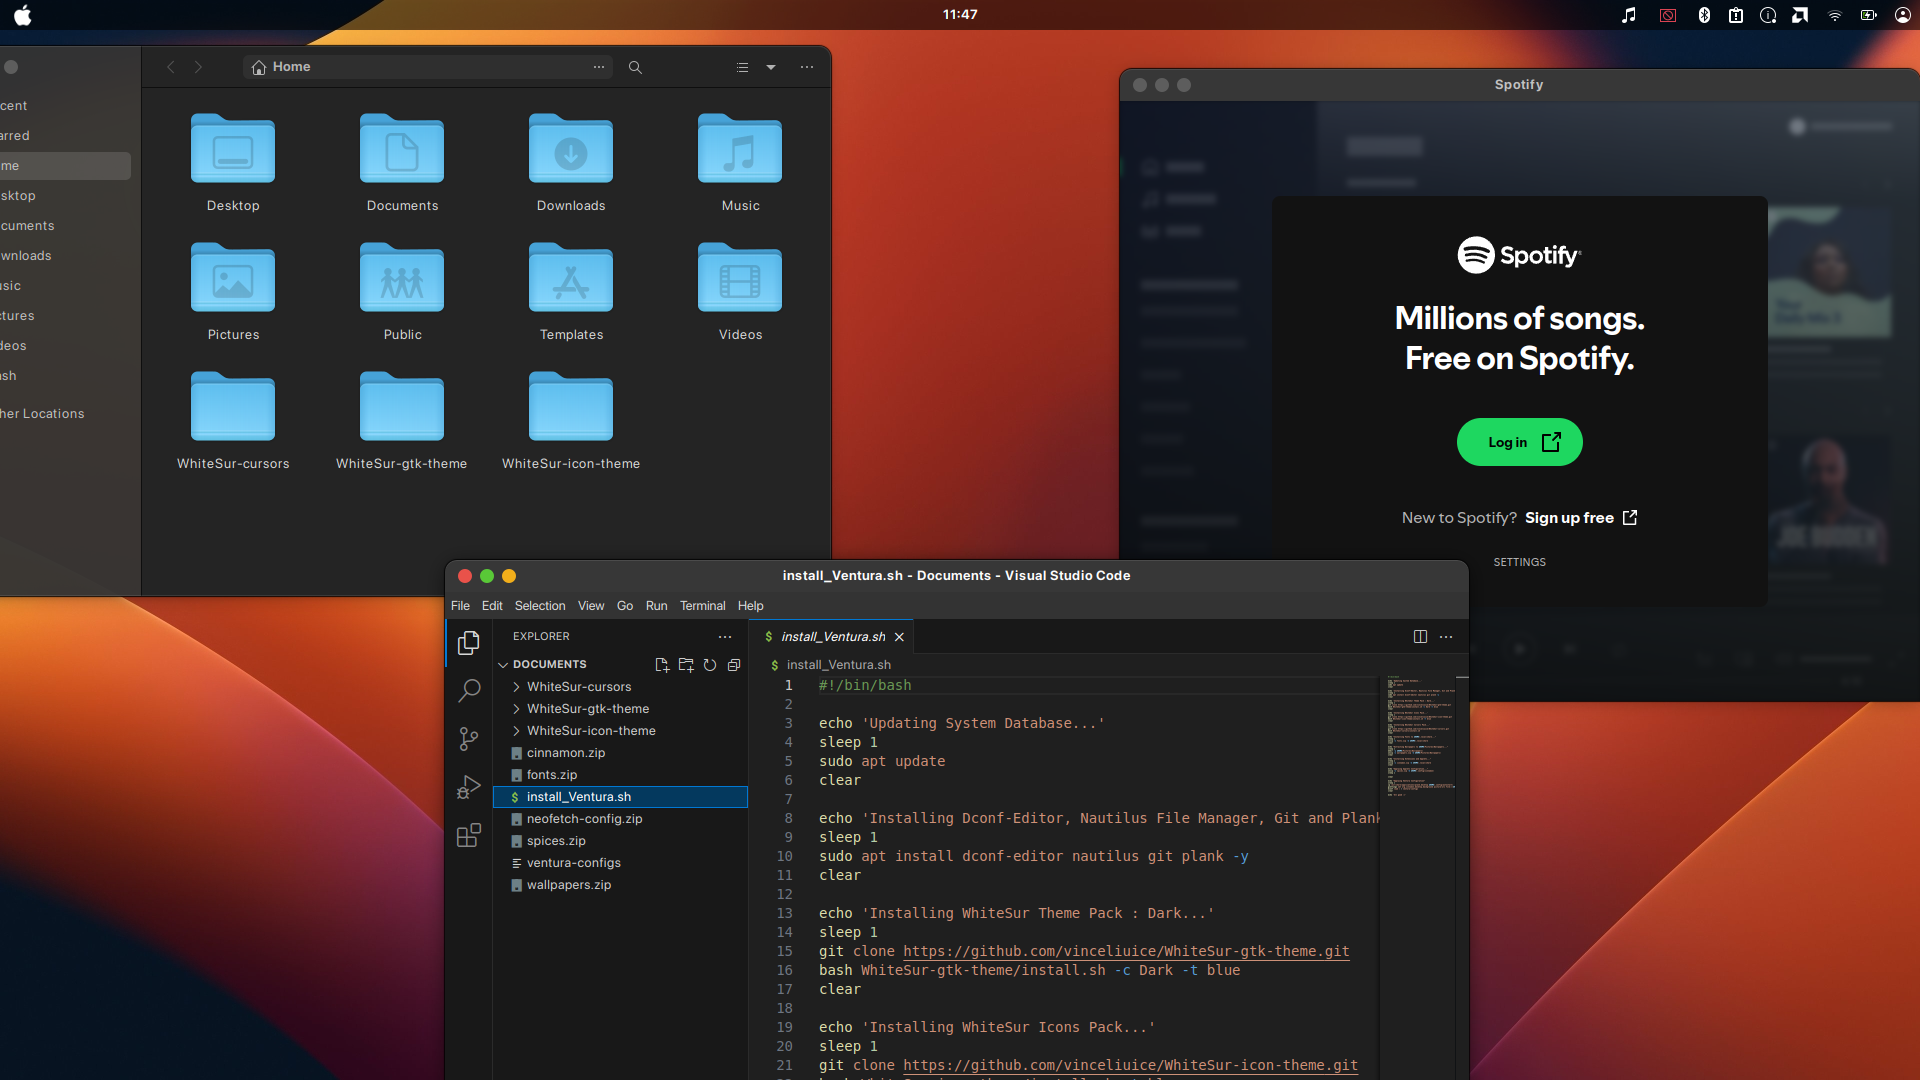 11:47
Home
cent
arred
me
sktop
cuments
wnloads
usic
ctures
deos
ash
her Locations
Desktop
Documents
Downloads
Music
Pictures
Public
Templates
Videos
WhiteSur-cursors
WhiteSur-gtk-theme
WhiteSur-icon-theme
Spotify
Spotify
Millions of songs.
Free on Spotify.
Log in
New to Spotify? Sign up free
SETTINGS
install_Ventura.sh - Documents - Visual Studio Code
File Edit Selection View Go Run Terminal Help
EXPLORER
DOCUMENTS
WhiteSur-cursors
WhiteSur-gtk-theme
WhiteSur-icon-theme
cinnamon.zip
fonts.zip
$ install_Ventura.sh
neofetch-config.zip
spices.zip
ventura-configs
wallpapers.zip
$ install_Ventura.sh
$ install_Ventura.sh
1 #!/bin/bash
2
3 echo 'Updating System Database...'
4 sleep 1
5 sudo apt update
6 clear
7
8 echo 'Installing Dconf-Editor, Nautilus File Manager, Git and Plank
9 sleep 1
10 sudo apt install dconf-editor nautilus git plank -y
11 clear
12
13 echo 'Installing WhiteSur Theme Pack : Dark...'
14 sleep 1
15 git clone https://github.com/vinceliuice/WhiteSur-gtk-theme.git
16 bash WhiteSur-gtk-theme/install.sh -c Dark -t blue
17 clear
18
19 echo 'Installing WhiteSur Icons Pack...'
20 sleep 1
21 git clone https://github.com/vinceliuice/WhiteSur-icon-theme.git